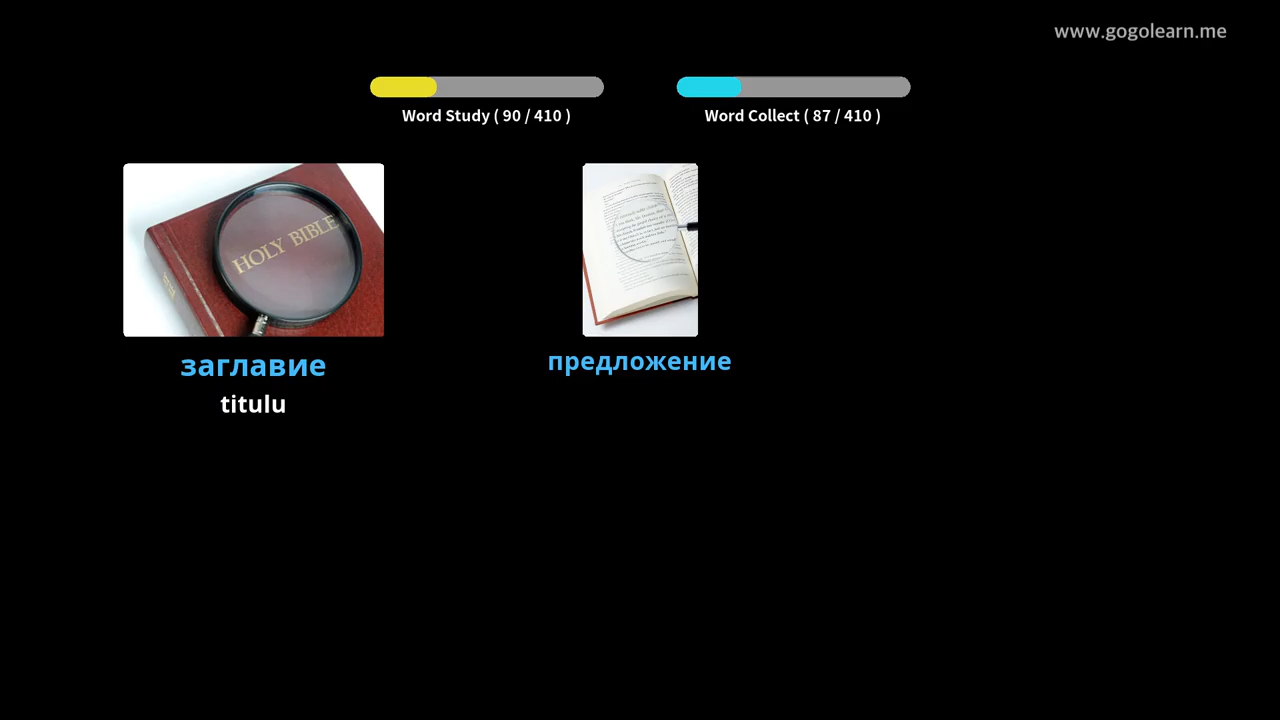 www.gogolearn.me
Word Study ( 90 / 410 )
Word Collect ( 87 / 410 )
HOLY BIBLE
заглавие
titulu
предложение